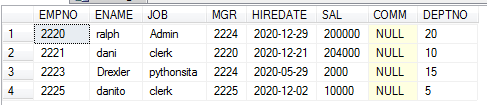 EMPNO ENAME JOB MGR HIREDATE SAL COMM DEPTNO
1 2220 ralph Admin 2224 2020-12-29 200000 NULL 20
2 2221 dani clerk 2220 2020-12-21 204000 NULL 10
3 2223 Drexler pythonsita 2224 2020-05-29 2000 NULL 15
4 2225 danito clerk 2225 2020-12-02 10000 NULL 5